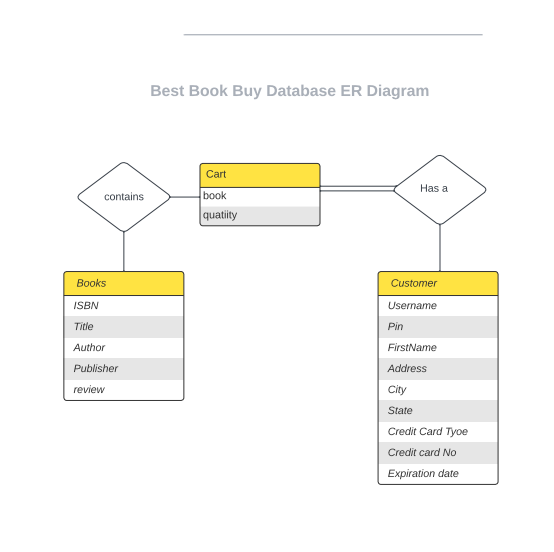 Best Book Buy Database ER Diagram
contains
Cart
book
quatiity
Has a
Books
ISBN
Title
Author
Publisher
review
Customer
Username
Pin
FirstName
Address
City
State
Credit Card Tyoe
Credit card No
Expiration date